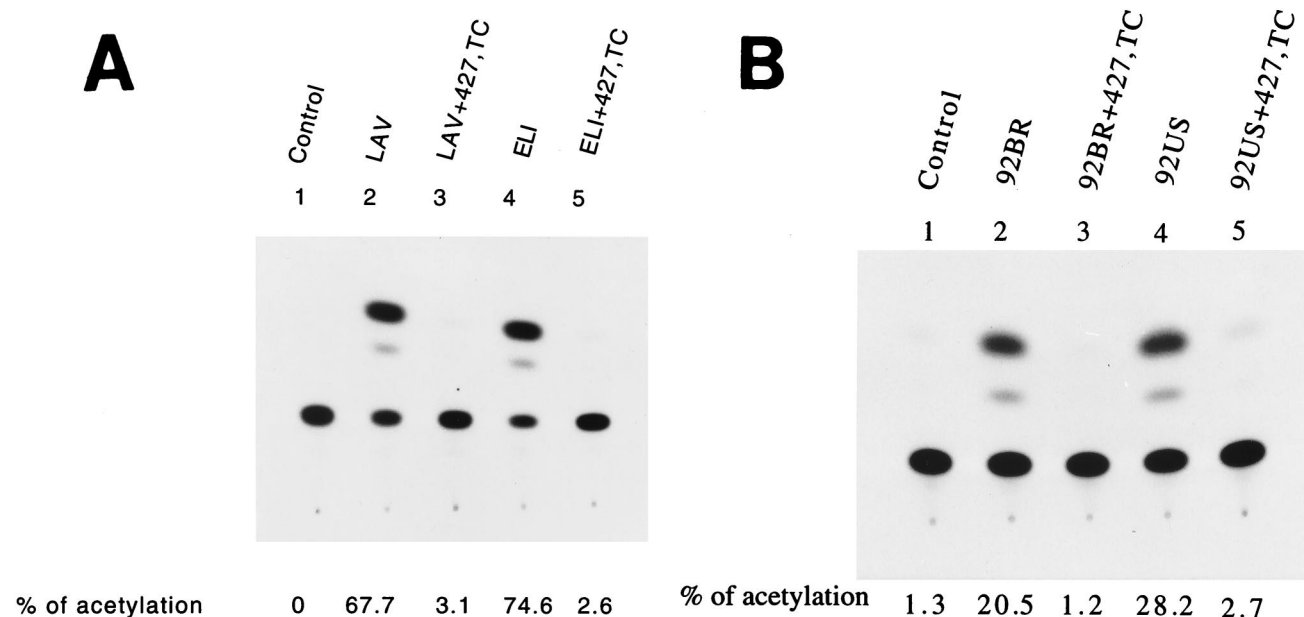 A
Control LAV LAV+427,TC ELI ELI+427,TC
1 2 3 4 5
% of acetylation 0 67.7 3.1 74.6 2.6
B
Control 92BR 92BR+427,TC 92US 92US+427,TC
1 2 3 4 5
% of acetylation 1.3 20.5 1.2 28.2 2.7